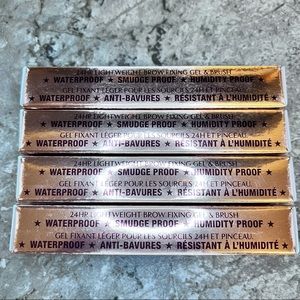 24HR LIGHTWEIGHT BROW FIXING GEL & BRUSH
★ WATERPROOF ★ SMUDGE PROOF ★ HUMIDITY PROOF ★
GEL FIXANT LÉGER POUR LES SOURCILS 24H ET PINCEAU.
★ WATERPROOF ★ ANTI-BAVURES ★ RÉSISTANT À L'HUMIDITÉ ★
24HR LIGHTWEIGHT BROW FIXING GEL & BRUSH
★ WATERPROOF ★ SMUDGE PROOF ★ HUMIDITY PROOF ★
GEL FIXANT LÉGER POUR LES SOURCILS 24H ET PINCEAU.
★ WATERPROOF ★ ANTI-BAVURES ★ RÉSISTANT À L'HUMIDITÉ ★
24HR LIGHTWEIGHT BROW FIXING GEL & BRUSH
★ WATERPROOF ★ SMUDGE PROOF ★ HUMIDITY PROOF ★
GEL FIXANT LÉGER POUR LES SOURCILS 24H ET PINCEAU.
★ WATERPROOF ★ ANTI-BAVURES ★ RÉSISTANT À L'HUMIDITÉ ★
24HR LIGHTWEIGHT BROW FIXING GEL & BRUSH
★ WATERPROOF ★ SMUDGE PROOF ★ HUMIDITY PROOF ★
GEL FIXANT LÉGER POUR LES SOURCILS 24H ET PINCEAU.
★ WATERPROOF ★ ANTI-BAVURES ★ RÉSISTANT À L'HUMIDITÉ ★